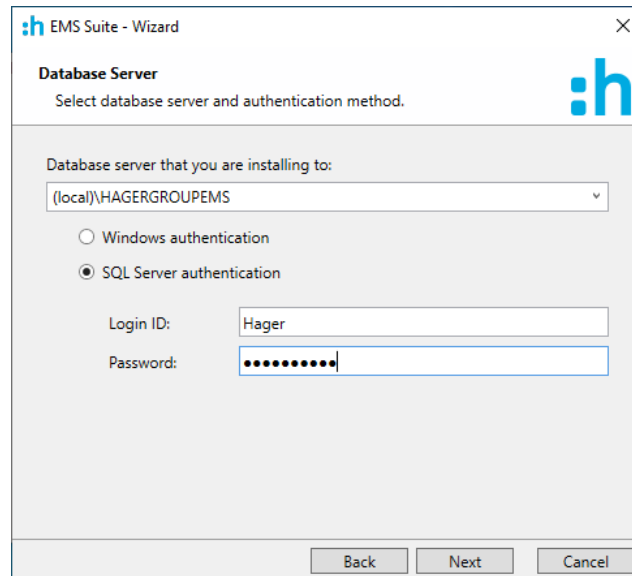 :h EMS Suite - Wizard
Database Server
Select database server and authentication method.
:h
Database server that you are installing to:
(local)\HAGERGROUPEMS
Windows authentication
SQL Server authentication
Login ID: Hager
Password: ●●●●●●●●●●
Back Next Cancel